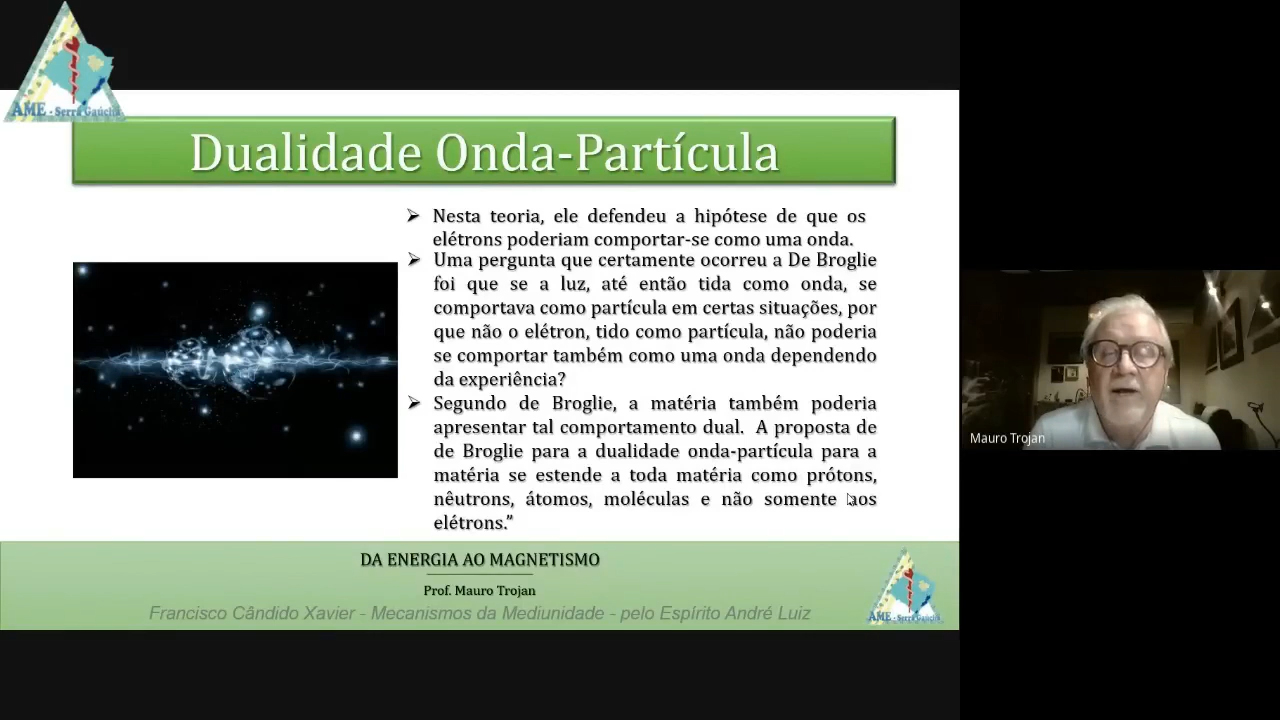 AME - Serra Gaúcha
Dualidade Onda-Partícula
Nesta teoria, ele defendeu a hipótese de que os
elétrons poderiam comportar-se como uma onda.
Uma pergunta que certamente ocorreu a De Broglie
foi que se a luz, até então tida como onda, se
comportava como partícula em certas situações, por
que não o elétron, tido como partícula, não poderia
se comportar também como uma onda dependendo
da experiência?
Segundo de Broglie, a matéria também poderia
apresentar tal comportamento dual. A proposta de
de Broglie para a dualidade onda-partícula para a
matéria se estende a toda matéria como prótons,
nêutrons, átomos, moléculas e não somente aos
elétrons.”
Mauro Trojan
DA ENERGIA AO MAGNETISMO
Prof. Mauro Trojan
Francisco Cândido Xavier - Mecanismos da Mediunidade - pelo Espírito André Luiz
AME - Serra Gaúcha